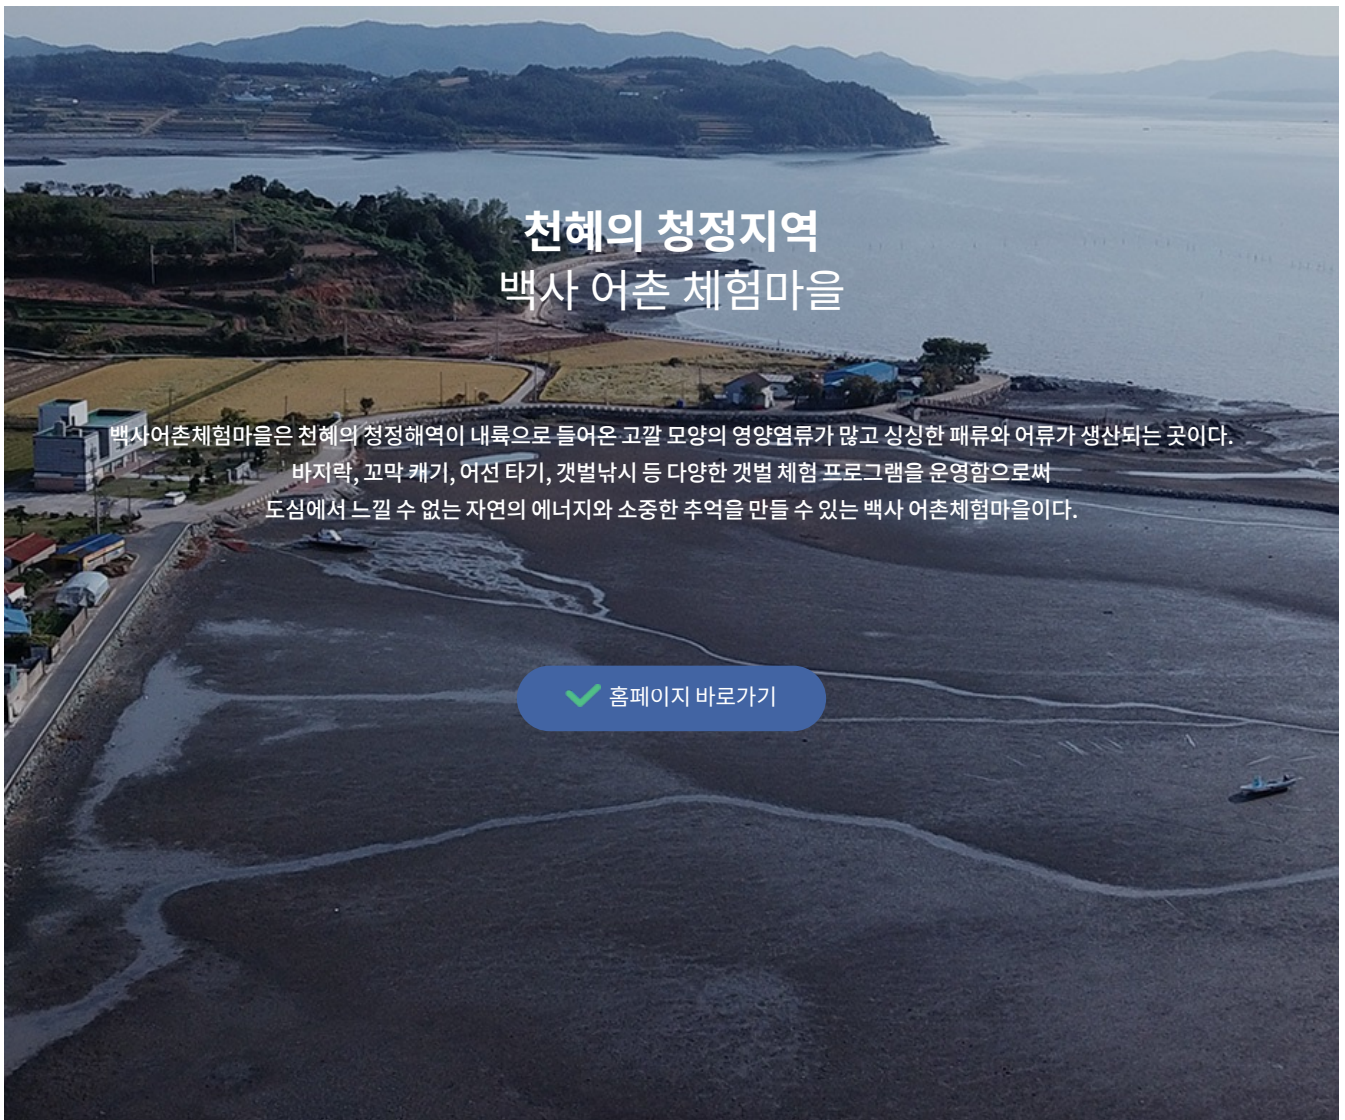 천혜의 청정지역
백사 어촌 체험마을
백사어촌체험마을은 천혜의 청정해역이 내륙으로 들어온 고깔 모양의 영양염류가 많고 싱싱한 패류와 어류가 생산되는 곳이다.
바지락, 꼬막 캐기, 어선 타기, 갯벌낚시 등 다양한 갯벌 체험 프로그램을 운영함으로써
도심에서 느낄 수 없는 자연의 에너지와 소중한 추억을 만들 수 있는 백사 어촌체험마을이다.
홈페이지 바로가기